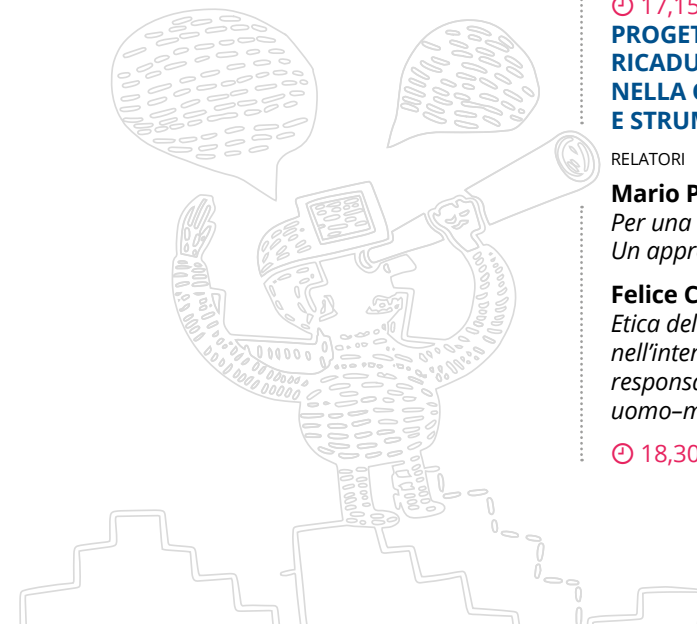 17,15
PROGET
RICADU
NELLA
E STRU
RELATORI
Mario P
Per una
Un appr
Felice C
Etica del
nell'inter
responsa
uomo–m
18,30